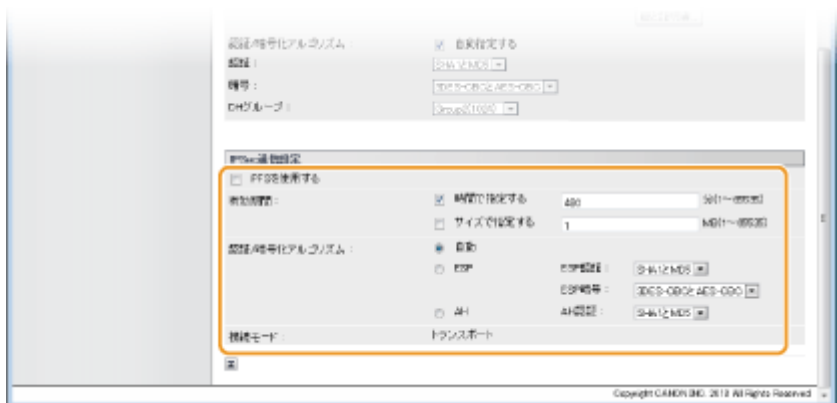 認証/暗号化アルゴリズム :
自動指定する
認証 :
SHA1とMD5
暗号 :
3DES-CBCとAES-CBC
DHグループ :
Group2(1024)
IPSec通信設定
PFSを使用する
有効期間 :
時間で指定する
480
分(1～65535)
サイズで指定する
1
MB(1～65535)
認証/暗号化アルゴリズム :
自動
ESP
ESP認証 :
SHA1とMD5
ESP暗号 :
3DES-CBCとAES-CBC
AH
AH認証 :
SHA1とMD5
接続モード :
トランスポート
Copyright CANON INC. 2013 All Rights Reserved